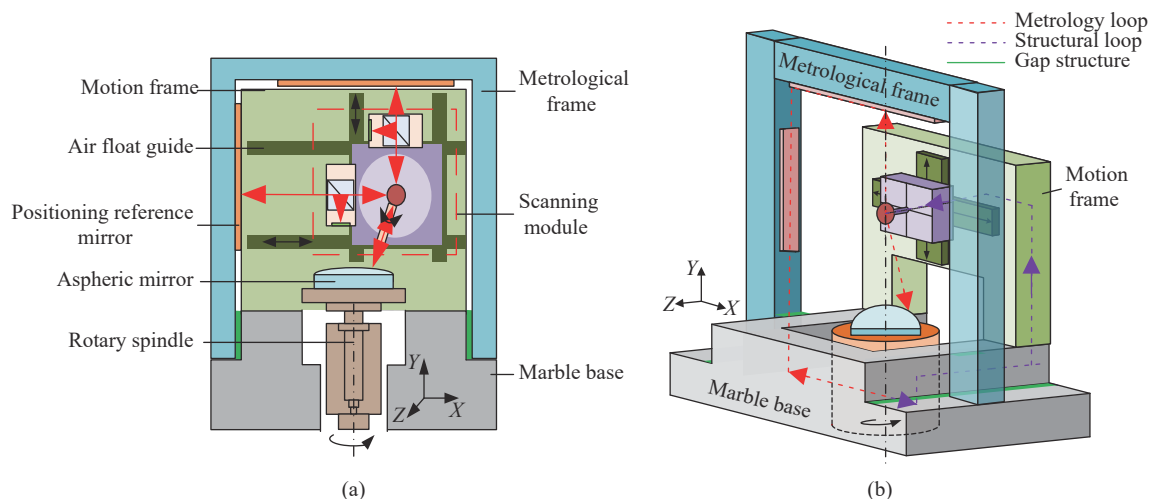 Motion frame
Air float guide
Positioning reference
mirror
Aspheric mirror
Rotary spindle
Metrological
frame
Scanning
module
Marble base
Y
X
Z
(a)
Metrology loop
Structural loop
Gap structure
Metrological frame
Motion
frame
Y
Z
X
Marble base
(b)